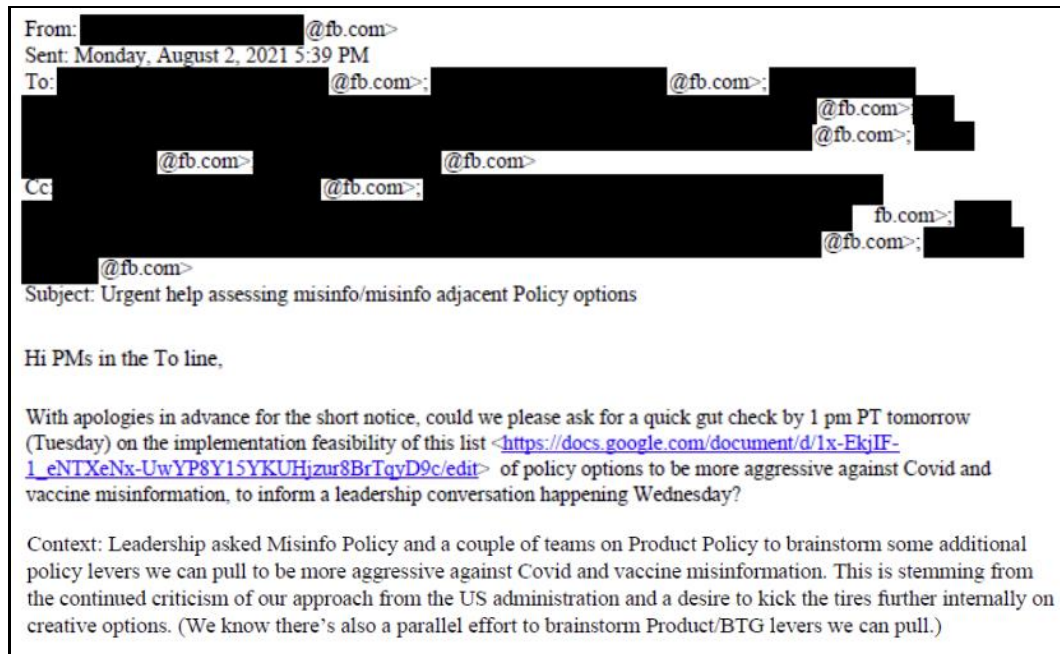 From: @fb.com>
Sent: Monday, August 2, 2021 5:39 PM
To: @fb.com>; @fb.com>;
@fb.com>;
@fb.com>;
@fb.com> @fb.com>
Cc: @fb.com>;
fb.com>;
@fb.com>;
@fb.com>
Subject: Urgent help assessing misinfo/misinfo adjacent Policy options
Hi PMs in the To line,
With apologies in advance for the short notice, could we please ask for a quick gut check by 1 pm PT tomorrow
(Tuesday) on the implementation feasibility of this list <https://docs.google.com/document/d/1x-EkjIF-
1_eNTXeNx-UwYP8Y15YKUHjzur8BrTqyD9c/edit> of policy options to be more aggressive against Covid and
vaccine misinformation, to inform a leadership conversation happening Wednesday?
Context: Leadership asked Misinfo Policy and a couple of teams on Product Policy to brainstorm some additional
policy levers we can pull to be more aggressive against Covid and vaccine misinformation. This is stemming from
the continued criticism of our approach from the US administration and a desire to kick the tires further internally on
creative options. (We know there’s also a parallel effort to brainstorm Product/BTG levers we can pull.)